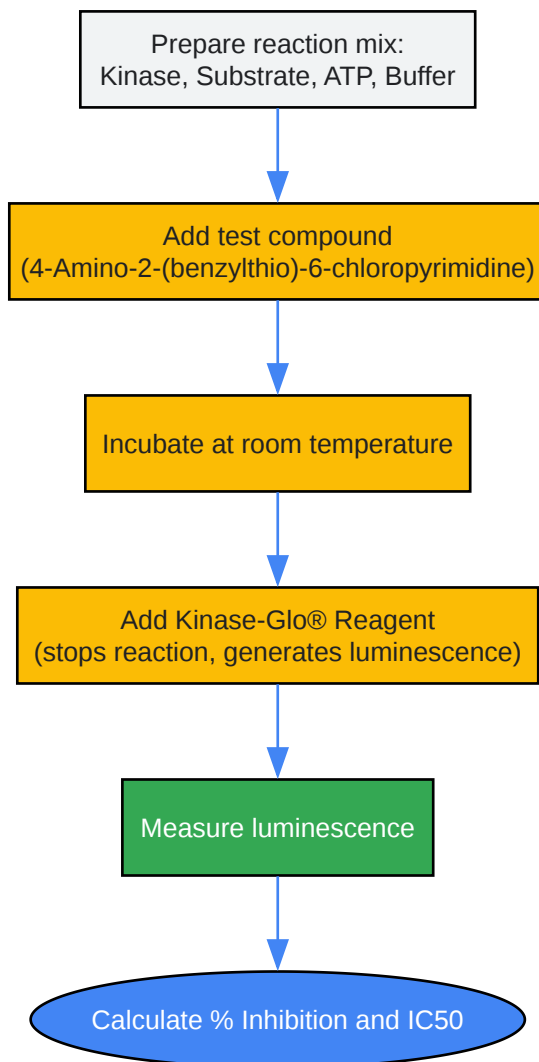 Prepare reaction mix:
Kinase, Substrate, ATP, Buffer
Add test compound
(4-Amino-2-(benzylthio)-6-chloropyrimidine)
Incubate at room temperature
Add Kinase-Glo® Reagent
(stops reaction, generates luminescence)
Measure luminescence
Calculate % Inhibition and IC50